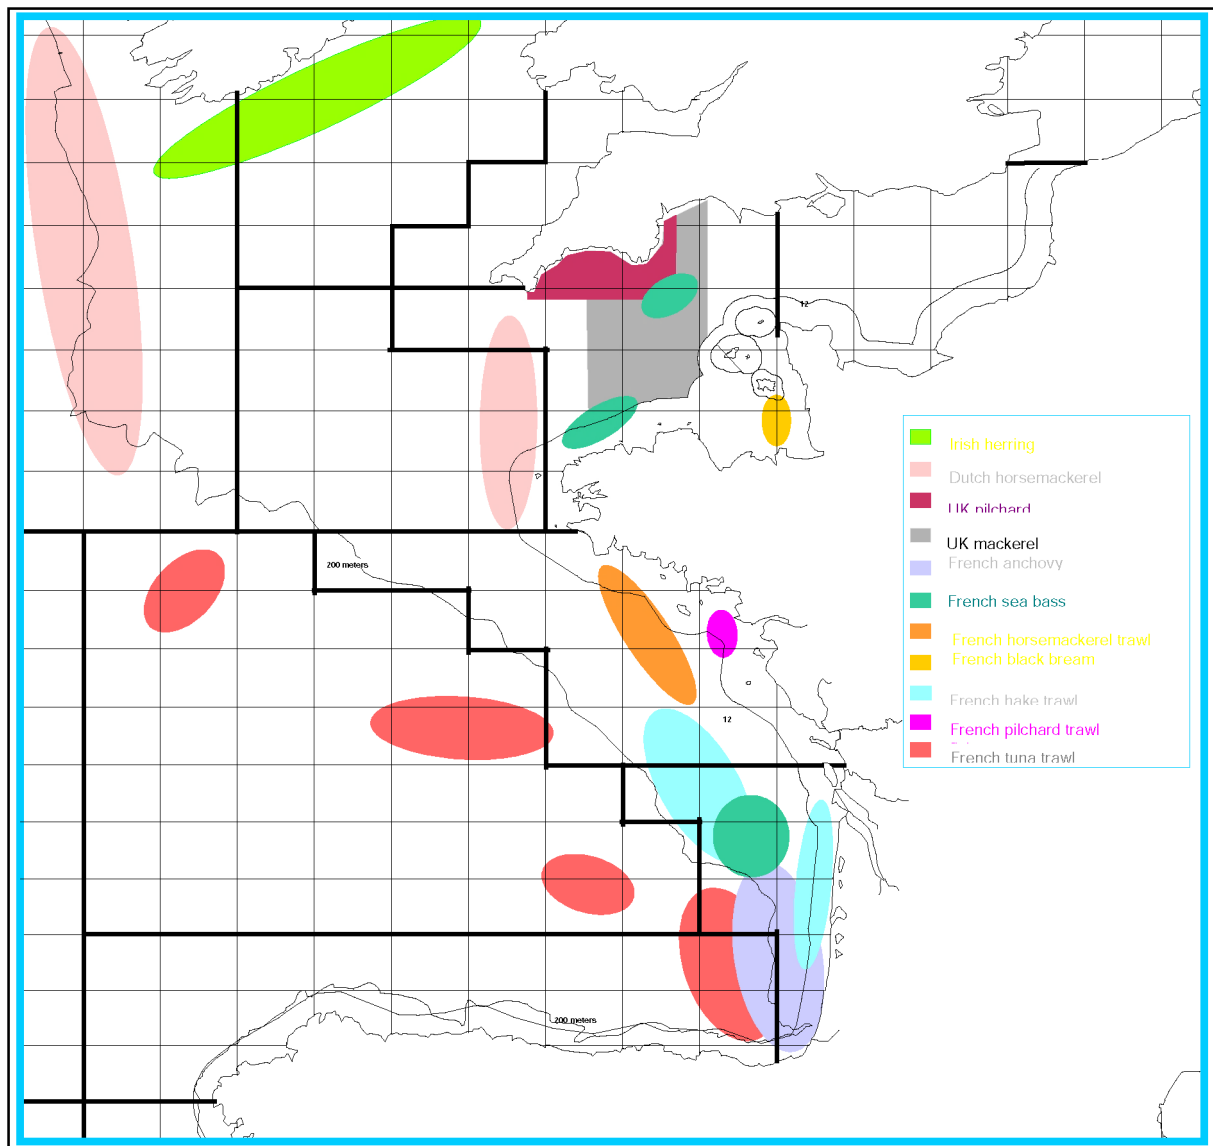 12
Irish herring
Dutch horsemackerel
UK pilchard
UK mackerel
French anchovy
200 meters
French sea bass
French horsemackerel trawl
French black bream
French hake trawl
12
French pilchard trawl
French tuna trawl
200 meters